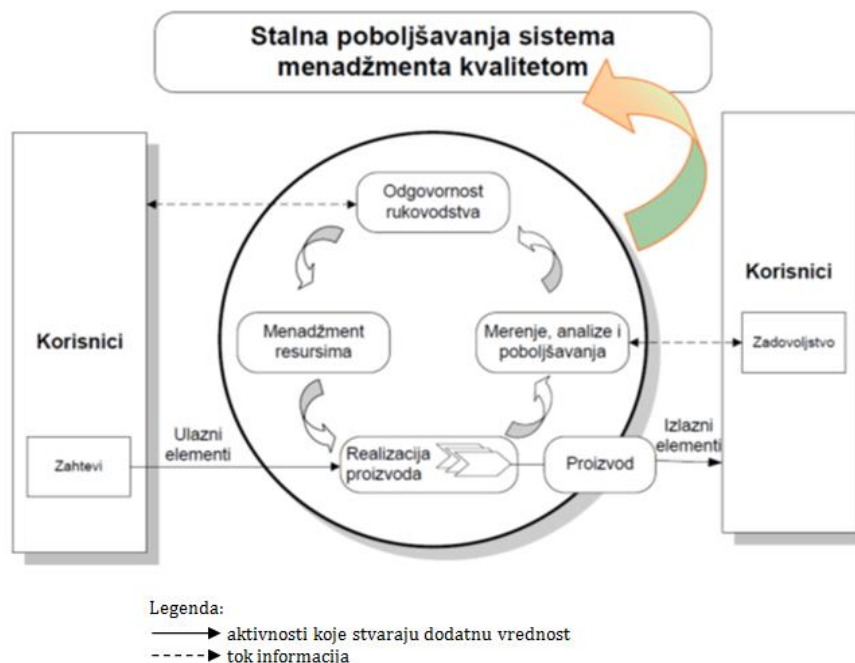 Stalna poboljšavanja sistema
menadžmenta kvalitetom
Odgovornost
rukovodstva
Korisnici
Korisnici
Menadžment
resursima
Merenje, analize i
poboljšavanja
Zadovoljstvo
Ulazni
elementi
Izlazni
elementi
Zahtevi
Realizacija
proizvoda
Proizvod
Legenda:
aktivnosti koje stvaraju dodatnu vrednost
tok informacija